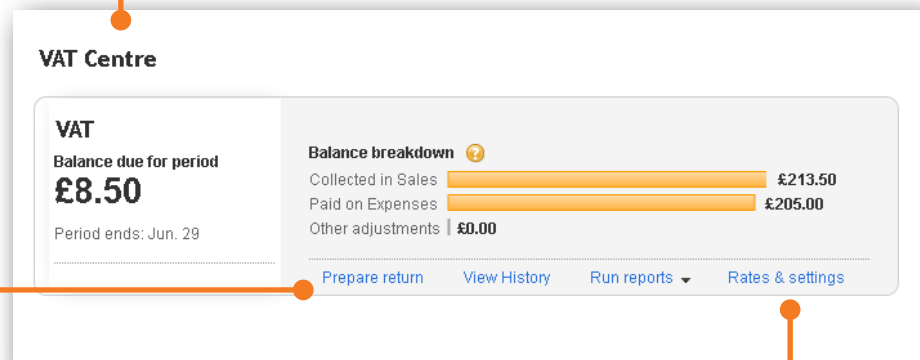 VAT Centre
VAT
Balance due for period
£8.50
Period ends: Jun. 29
Balance breakdown ?
Collected in Sales £213.50
Paid on Expenses £205.00
Other adjustments £0.00
Prepare return View History Run reports Rates & settings